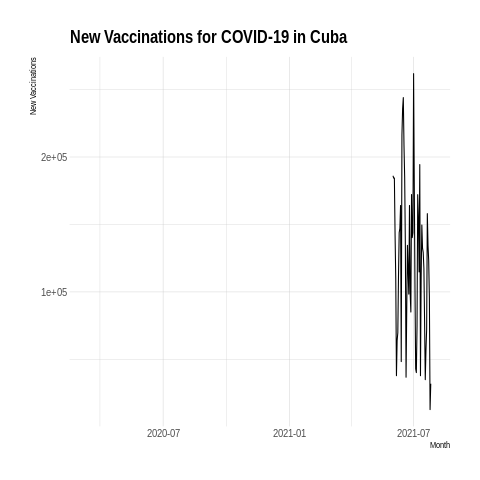 New Vaccinations for COVID-19 in Cuba
New Vaccinations
2e+05
1e+05
2020-07
2021-01
2021-07
Month